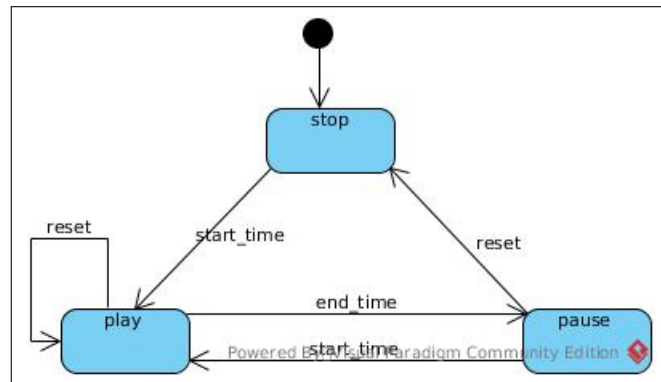 stop
start_time
reset
reset
play
end_time
pause
start_time
Powered By Visual Paradigm Community Edition